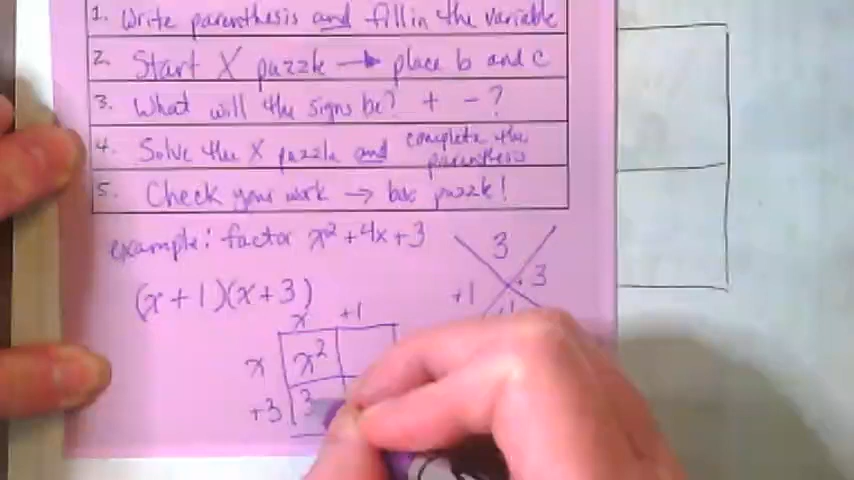 1. Write parenthesis and fill in the variable
2. Start X puzzle → place b and c
3. What will the signs be? + - ?
4. Solve the X puzzle and complete the parenthesis
5. Check your work → box puzzle!
example: factor x²+4x+3
3
+1 +3
(x+1)(x+3)
x +1
x x²
+3 3